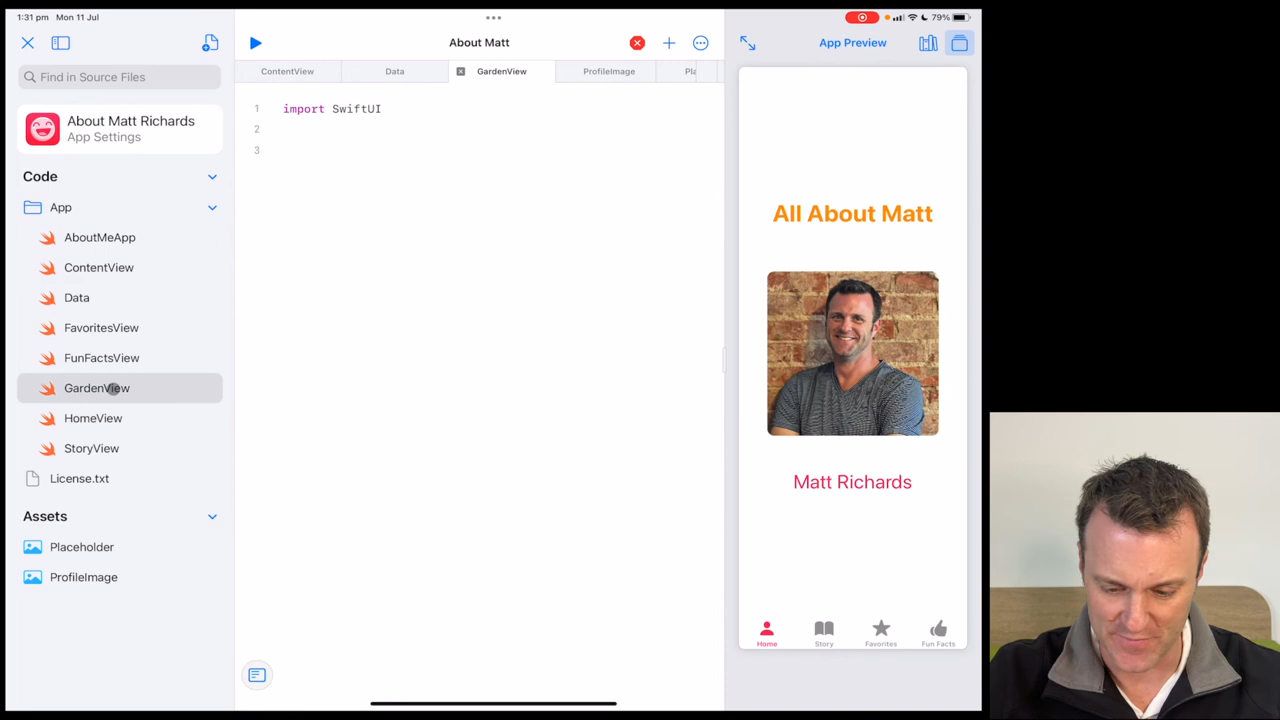 1:31 pm Mon 11 Jul
79%
About Matt
App Preview
Find in Source Files
ContentView
Data
GardenView
ProfileImage
Pla
1 import SwiftUI
2
3
About Matt Richards
App Settings
Code
App
AboutMeApp
ContentView
Data
FavoritesView
FunFactsView
GardenView
HomeView
StoryView
License.txt
Assets
Placeholder
ProfileImage
All About Matt
Matt Richards
Home
Story
Favorites
Fun Facts